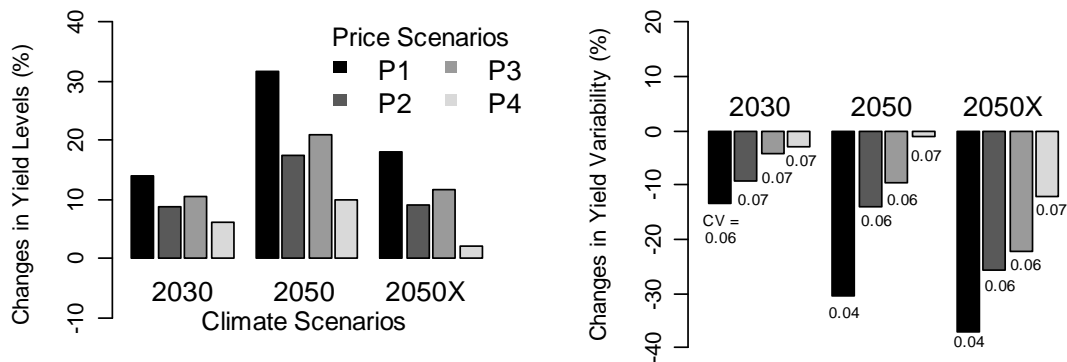 Changes in Yield Levels (%)
40
30
20
10
0
-10
Price Scenarios
P1 P3
P2 P4
2030 2050 2050X
Climate Scenarios
Changes in Yield Variability (%)
20
10
0
-10
-20
-30
-40
2030 2050 2050X
CV =
0.06
0.07
0.07
0.07
0.04
0.06
0.06
0.07
0.04
0.06
0.06
0.07